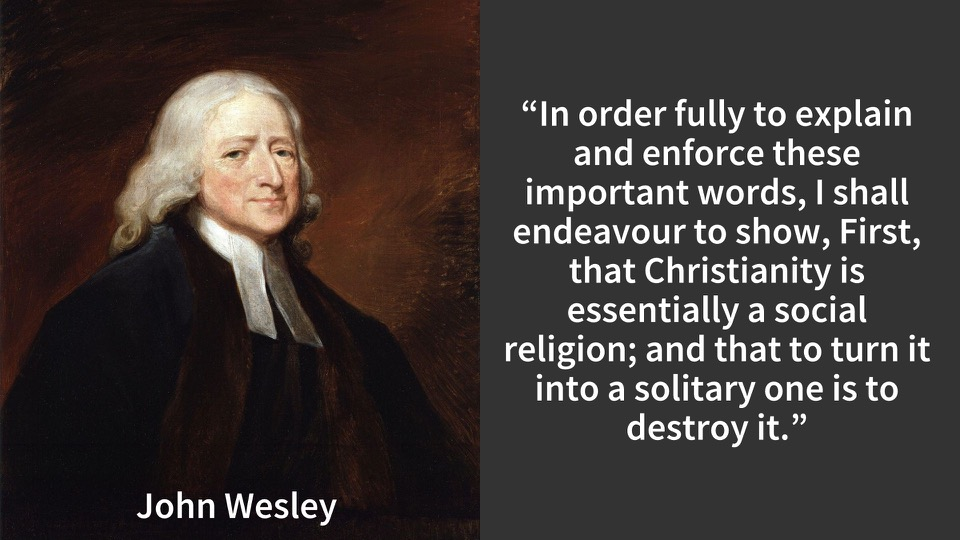 John Wesley
“In order fully to explain
and enforce these
important words, I shall
endeavour to show, First,
that Christianity is
essentially a social
religion; and that to turn it
into a solitary one is to
destroy it.”